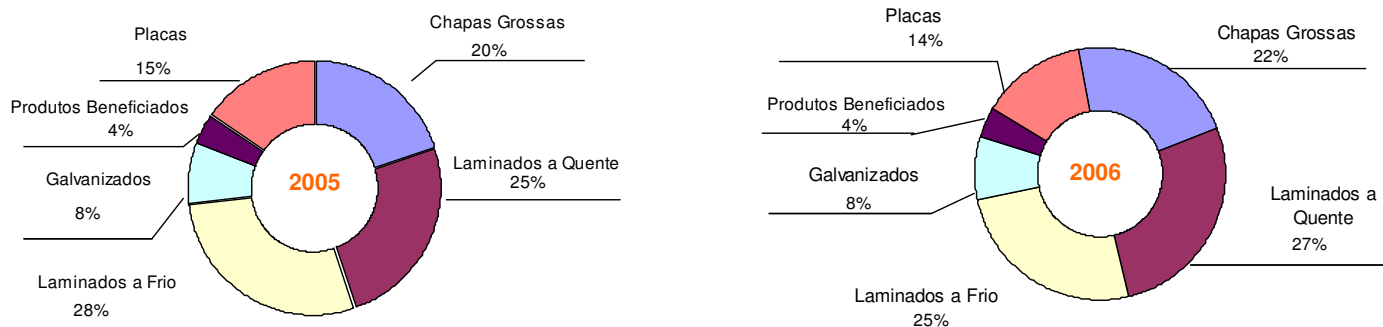 Chapas Grossas
20%
Placas
15%
Produtos Beneficiados
4%
2005
Laminados a Quente
25%
Galvanizados
8%
Laminados a Frio
28%
Placas
14%
Chapas Grossas
22%
Produtos Beneficiados
4%
2006
Galvanizados
8%
Laminados a
Quente
27%
Laminados a Frio
25%